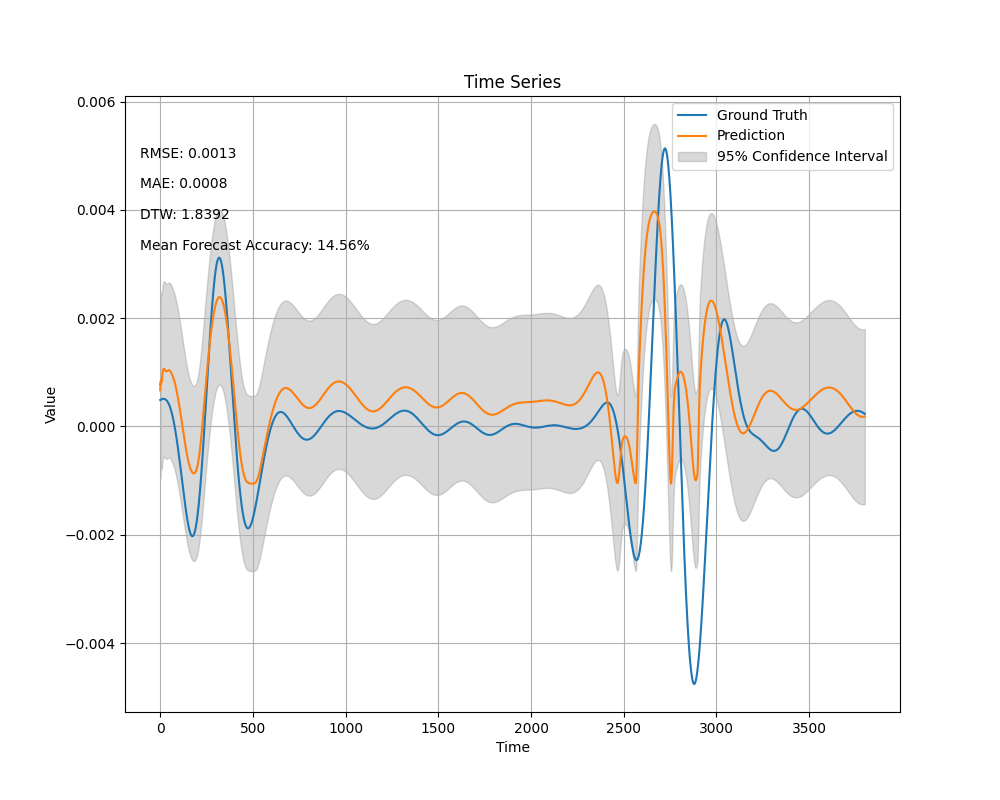 Time Series
0.006
0.004
0.002
0.000
−0.002
−0.004
Value
RMSE: 0.0013
MAE: 0.0008
DTW: 1.8392
Mean Forecast Accuracy: 14.56%
Ground Truth
Prediction
95% Confidence Interval
0 500 1000 1500 2000 2500 3000 3500
Time